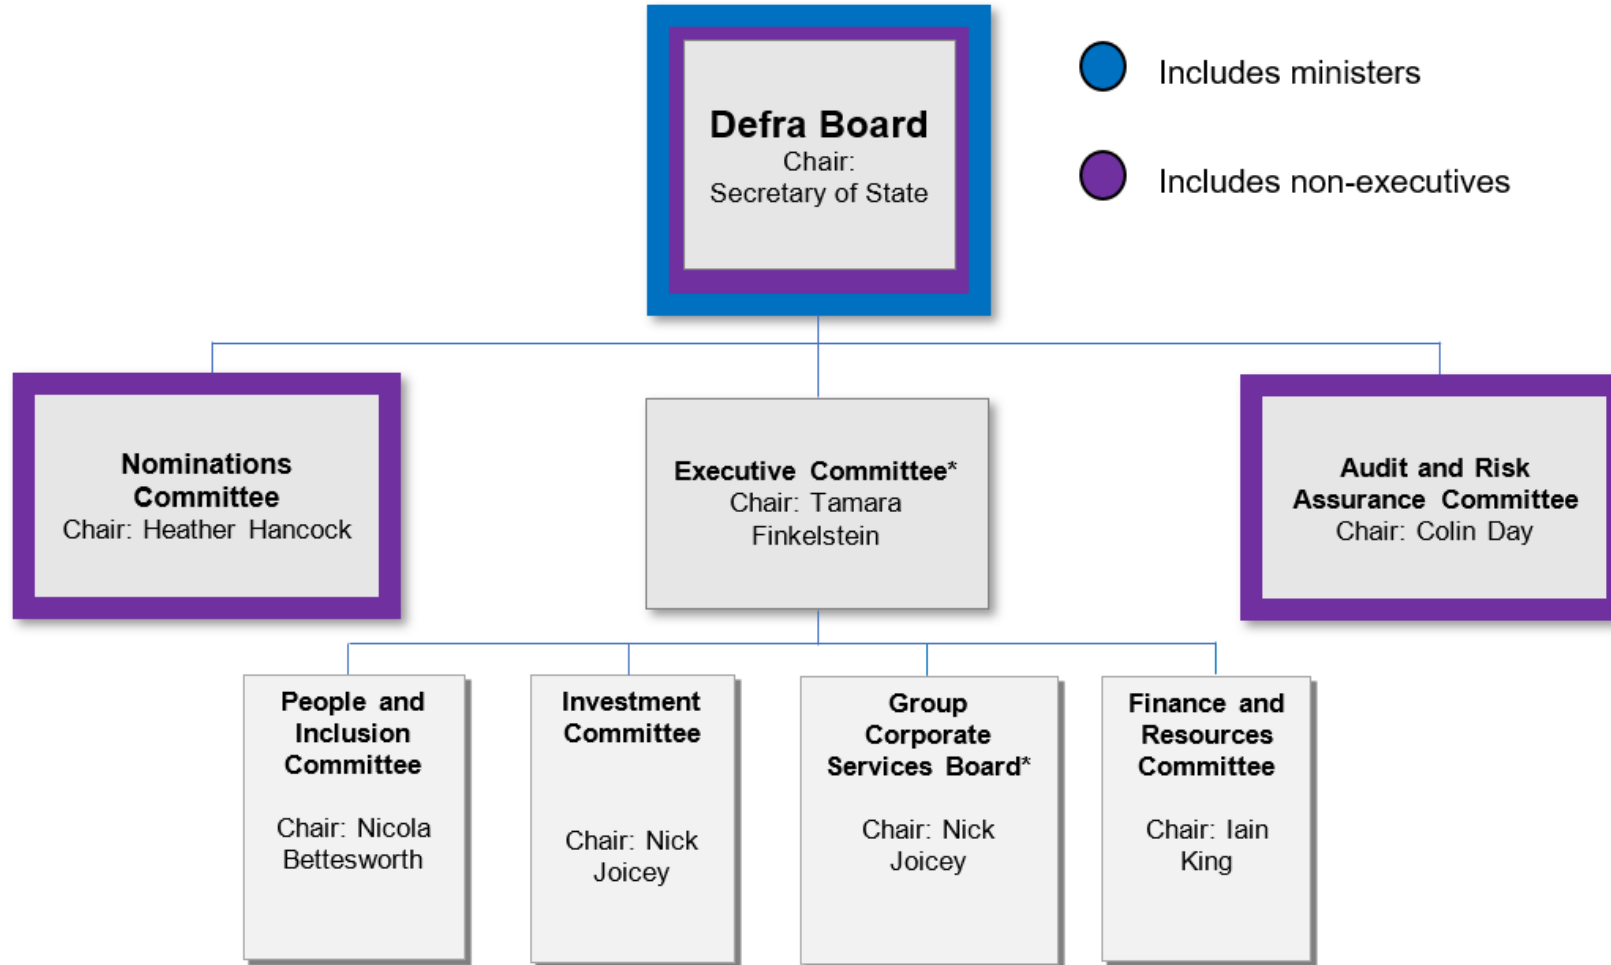 Defra Board
Chair:
Secretary of State
Includes ministers
Includes non-executives
Nominations
Committee
Chair: Heather Hancock
Executive Committee*
Chair: Tamara
Finkelstein
Audit and Risk
Assurance Committee
Chair: Colin Day
People and
Inclusion
Committee
Chair: Nicola
Bettesworth
Investment
Committee
Chair: Nick
Joicey
Group
Corporate
Services Board*
Chair: Nick
Joicey
Finance and
Resources
Committee
Chair: Iain
King